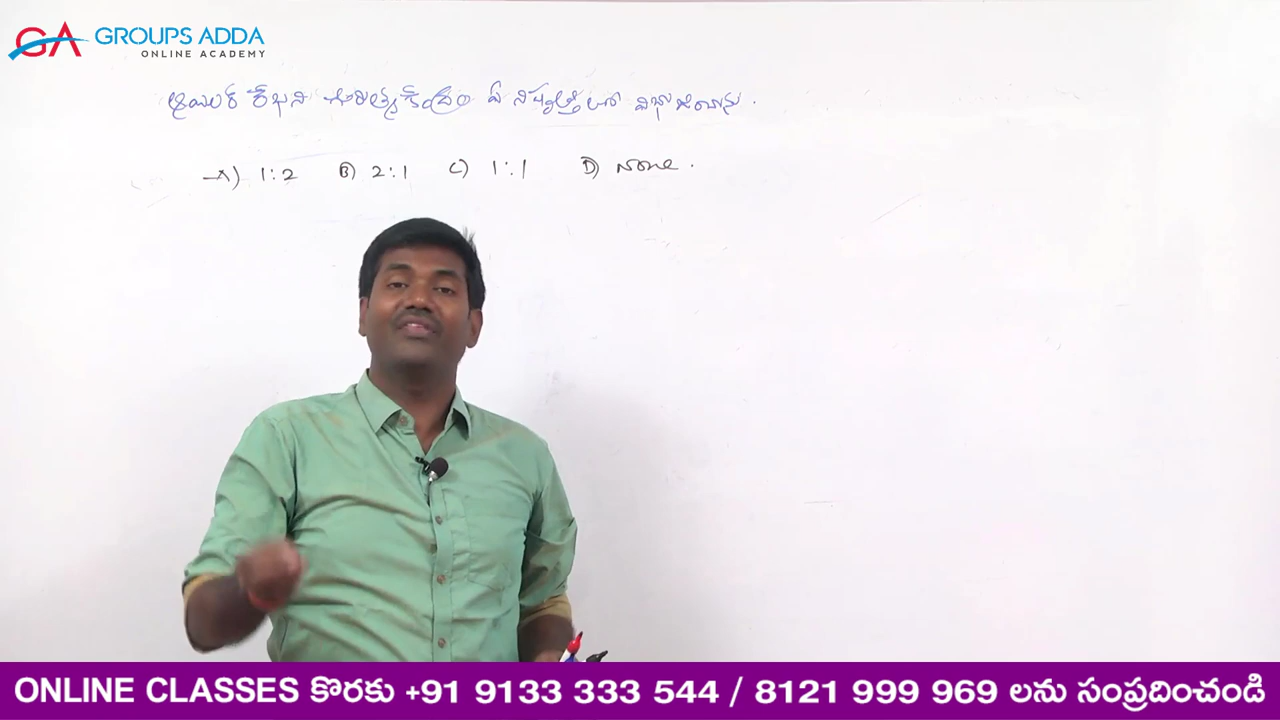 GA GROUPS ADDA
ONLINE ACADEMY
ఆయిలర్ రేఖని గురుత్వకేంద్రం ఏ నిష్పత్తిలో విభజించును.
A) 1:2 B) 2:1 C) 1:1 D) None.
ONLINE CLASSES కొరకు +91 9133 333 544 / 8121 999 969 లను సంప్రదించండి